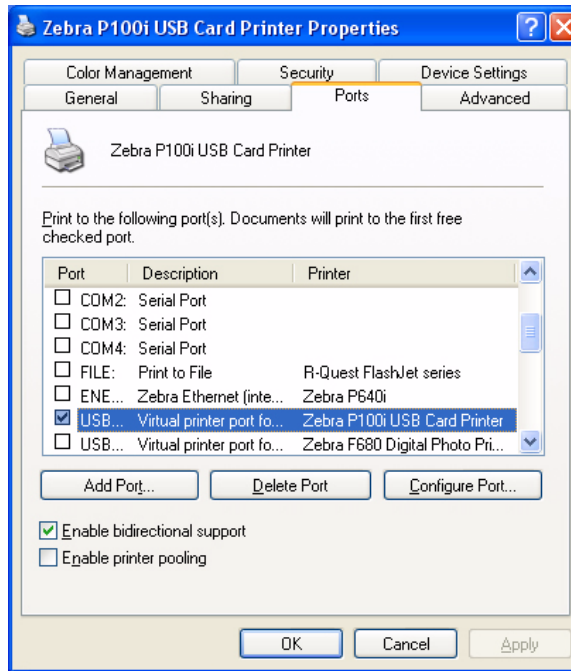 Zebra P100i USB Card Printer Properties
Color Management Security Device Settings
General Sharing Ports Advanced
Zebra P100i USB Card Printer
Print to the following port(s). Documents will print to the first free
checked port.
Port Description Printer
COM2: Serial Port
COM3: Serial Port
COM4: Serial Port
FILE: Print to File R-Quest FlashJet series
ENE... Zebra Ethernet (inte... Zebra P640i
USB... Virtual printer port fo... Zebra P100i USB Card Printer
USB... Virtual printer port fo... Zebra F680 Digital Photo Pri...
Add Port... Delete Port Configure Port...
Enable bidirectional support
Enable printer pooling
OK Cancel Apply